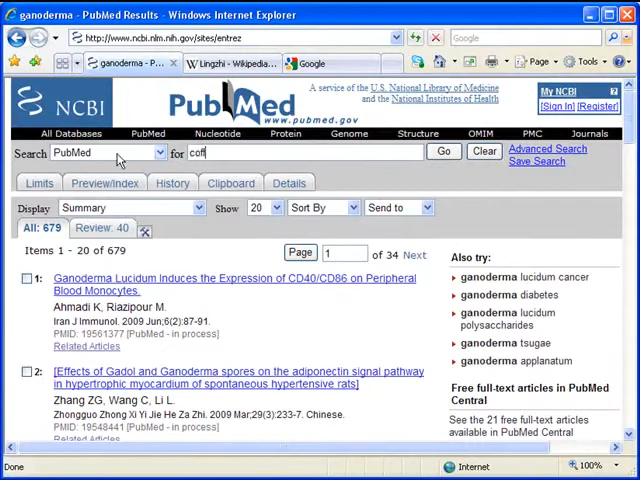 ganoderma - PubMed Results - Windows Internet Explorer
http://www.ncbi.nlm.nih.gov/sites/entrez
Google
ganoderma - P...
Lingzhi - Wikipedia...
Google
Page
Tools
NCBI
PubMed
www.pubmed.gov
A service of the U.S. National Library of Medicine
and the National Institutes of Health
My NCBI
[Sign In] [Register]
All Databases PubMed Nucleotide Protein Genome Structure OMIM PMC Journals
Search PubMed for coff Go Clear Advanced Search
Save Search
Limits Preview/Index History Clipboard Details
Display Summary Show 20 Sort By Send to
All: 679 Review: 40
Items 1 - 20 of 679
Page 1 of 34 Next
1: Ganoderma Lucidum Induces the Expression of CD40/CD86 on Peripheral
Blood Monocytes.
Ahmadi K, Riazipour M.
Iran J Immunol. 2009 Jun;6(2):87-91.
PMID: 19561377 [PubMed - in process]
Related Articles
2: [Effects of Gadol and Ganoderma spores on the adiponectin signal pathway
in hypertrophic myocardium of spontaneous hypertensive rats]
Zhang ZG, Wang C, Li L.
Zhongguo Zhong Xi Yi Jie He Za Zhi. 2009 Mar;29(3):233-7. Chinese.
PMID: 19548441 [PubMed - in process]
Related Articles
Also try:
ganoderma lucidum cancer
ganoderma diabetes
ganoderma lucidum
polysaccharides
ganoderma tsugae
ganoderma applanatum
Free full-text articles in PubMed
Central
See the 21 free full-text articles
available in PubMed Central
Done
Internet
100%